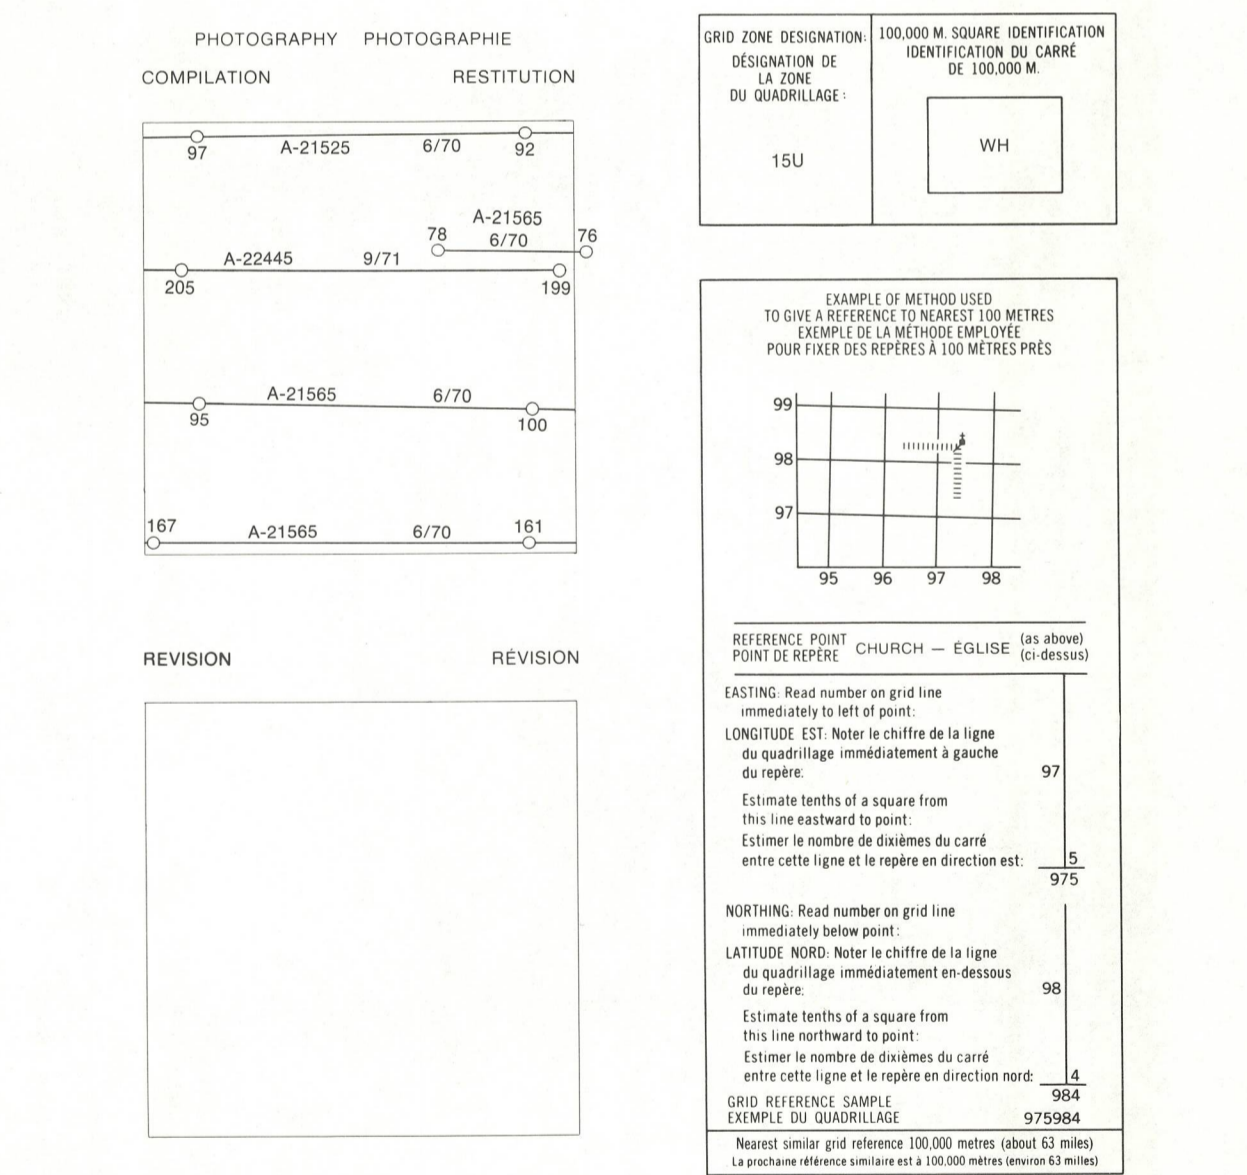 PHOTOGRAPHY PHOTOGRAPHIE
COMPILATION RESTITUTION
97 A-21525 6/70 92
A-21565
78 6/70 76
A-22445 9/71
205 199
A-21565 6/70
95 100
167 A-21565 6/70 161
REVISION RÉVISION
GRID ZONE DESIGNATION:
DÉSIGNATION DE
LA ZONE
DU QUADRILLAGE :
15U
100,000 M. SQUARE IDENTIFICATION
IDENTIFICATION DU CARRÉ
DE 100,000 M.
WH
EXAMPLE OF METHOD USED
TO GIVE A REFERENCE TO NEAREST 100 METRES
EXEMPLE DE LA MÉTHODE EMPLOYÉE
POUR FIXER DES REPÈRES À 100 MÈTRES PRÈS
99
98
97
95 96 97 98
REFERENCE POINT
POINT DE REPÈRE
CHURCH — ÉGLISE
(as above)
(ci-dessus)
EASTING: Read number on grid line
immediately to left of point:
LONGITUDE EST: Noter le chiffre de la ligne
du quadrillage immédiatement à gauche
du repère: 97
Estimate tenths of a square from
this line eastward to point:
Estimer le nombre de dixièmes du carré
entre cette ligne et le repère en direction est: 5
975
NORTHING: Read number on grid line
immediately below point:
LATITUDE NORD: Noter le chiffre de la ligne
du quadrillage immédiatement en-dessous
du repère: 98
Estimate tenths of a square from
this line northward to point:
Estimer le nombre de dixièmes du carré
entre cette ligne et le repère en direction nord: 4
GRID REFERENCE SAMPLE 984
EXEMPLE DU QUADRILLAGE 975984
Nearest similar grid reference 100,000 metres (about 63 miles)
La prochaine référence similaire est à 100,000 mètres (environ 63 milles)